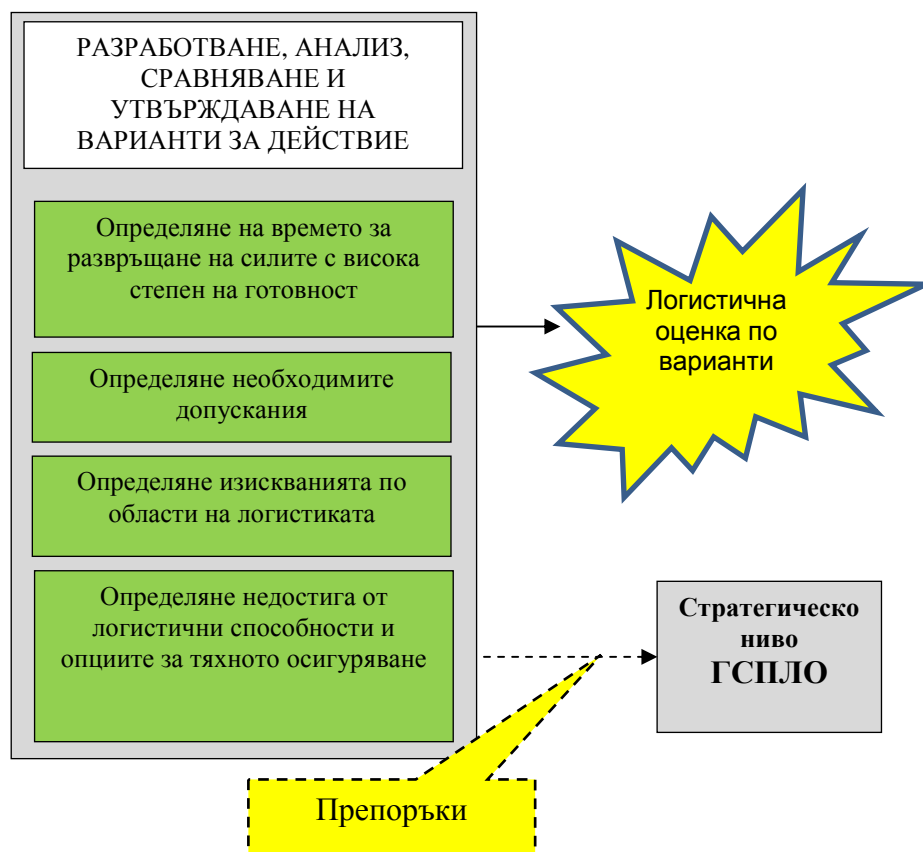 РАЗРАБОТВАНЕ, АНАЛИЗ,
СРАВНЯВАНЕ И
УТВЪРЖДАВАНЕ НА
ВАРИАНТИ ЗА ДЕЙСТВИЕ
Определяне на времето за
развръщане на силите с висока
степен на готовност
Определяне необходимите
допускания
Определяне изискванията по
области на логистиката
Определяне недостига от
логистични способности и
опциите за тяхното осигуряване
Логистична
оценка по
варианти
Стратегическо
ниво
ГСПЛО
Препоръки